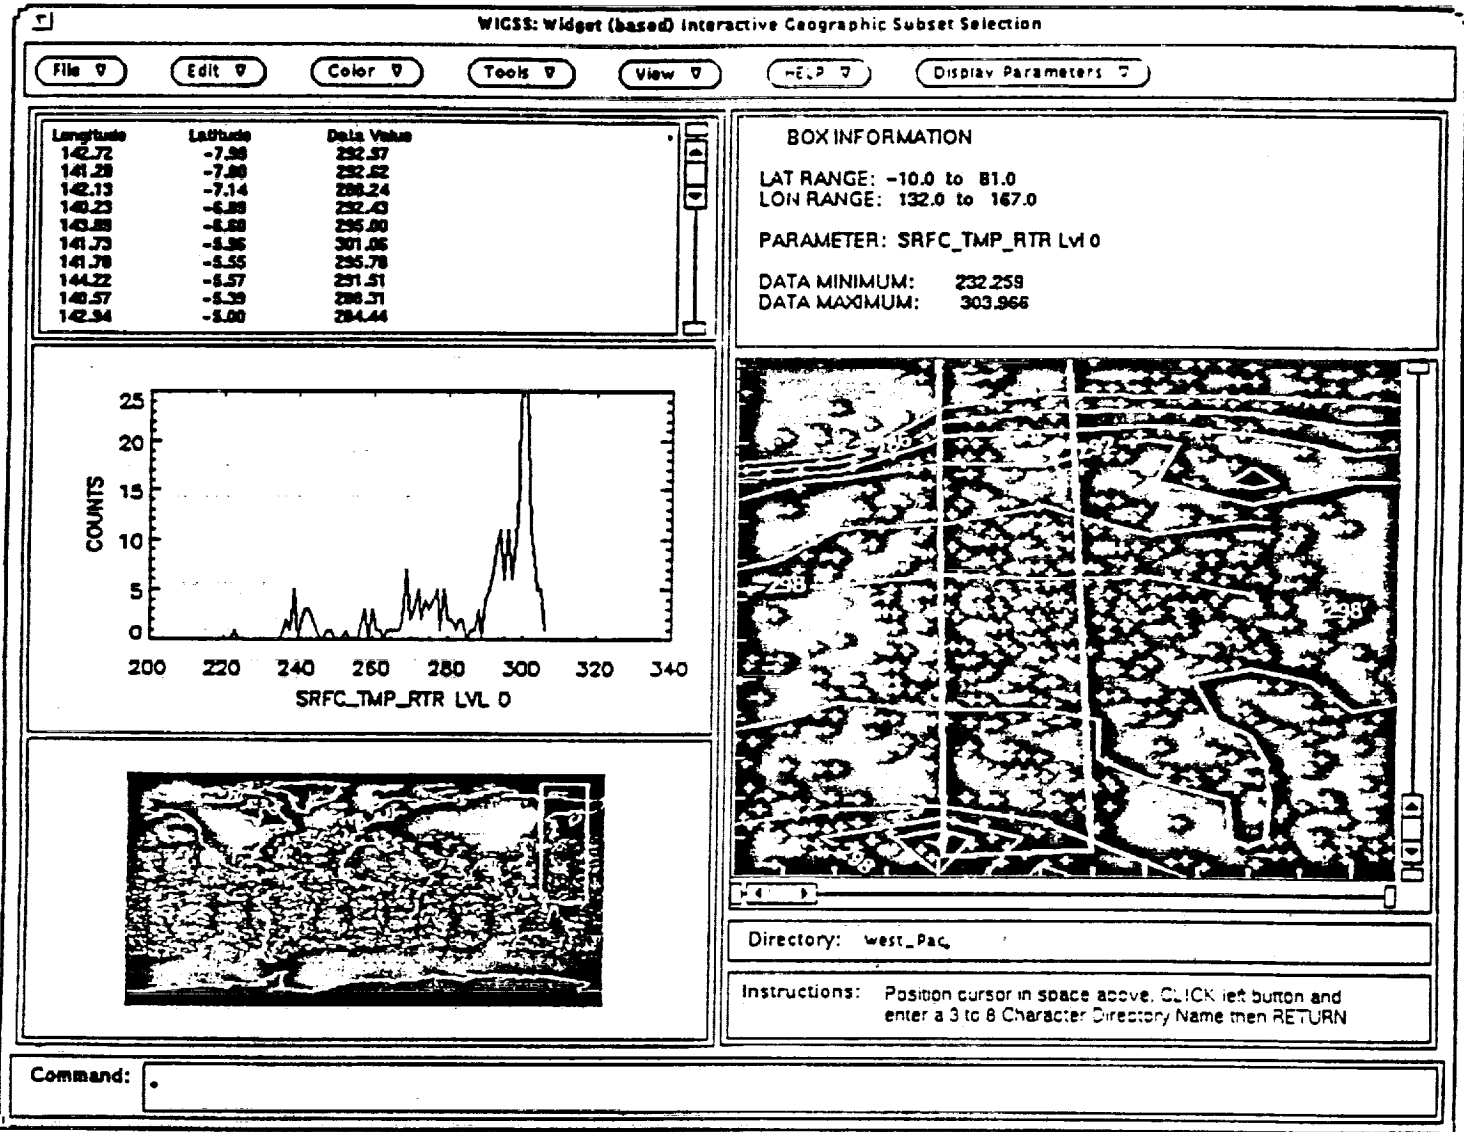 WIGSS: Widget (based) Interactive Geographic Subset Selection
File Edit Color Tools View HELP Display Parameters
Longitude Latitude Data Value
142.72 -7.98 292.37
141.28 292.62
142.13 -7.14 288.24
140.23 292.43
295.00
141.73 301.06
141.78 -5.55 295.78
144.22 -5.57 291.51
140.57 -5.39 288.31
142.94 -5.00 284.44
BOX INFORMATION
LAT RANGE: -10.0 to 81.0
LON RANGE: 132.0 to 167.0
PARAMETER: SRFC_TMP_RTR Lvl 0
DATA MINIMUM: 232.259
DATA MAXIMUM: 303.966
25
20
15
10
5
0
COUNTS
200 220 240 260 280 300 320 340
SRFC_TMP_RTR LVL 0
298
298
Directory: West_Pac
Instructions: Position cursor in space above, CLICK left button and
enter a 3 to 8 Character Directory Name then RETURN
Command: